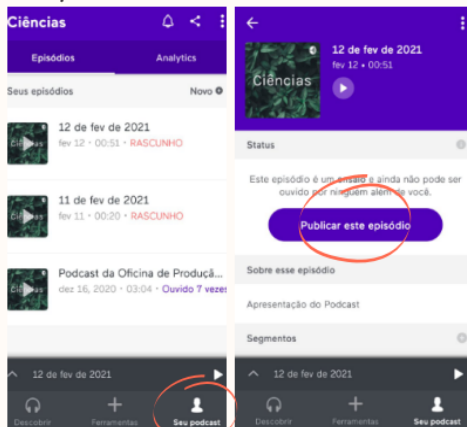 Ciências
Episódios Analytics
Seus episódios Novo
12 de fev de 2021
fev 12 · 00:51 · RASCUNHO
11 de fev de 2021
fev 11 · 00:20 · RASCUNHO
Podcast da Oficina de Produçã...
dez 16, 2020 · 03:04 · Ouvido 7 vezes
12 de fev de 2021
Descobrir Ferramentas Seu podcast
Ciências
12 de fev de 2021
fev 12 • 00:51
Status
Este episódio é um ensaio e ainda não pode ser
ouvido por ninguém além de você.
Publicar este episódio
Sobre esse episódio
Apresentação do Podcast
Segmentos
12 de fev de 2021
Descobrir Ferramentas Seu podcast